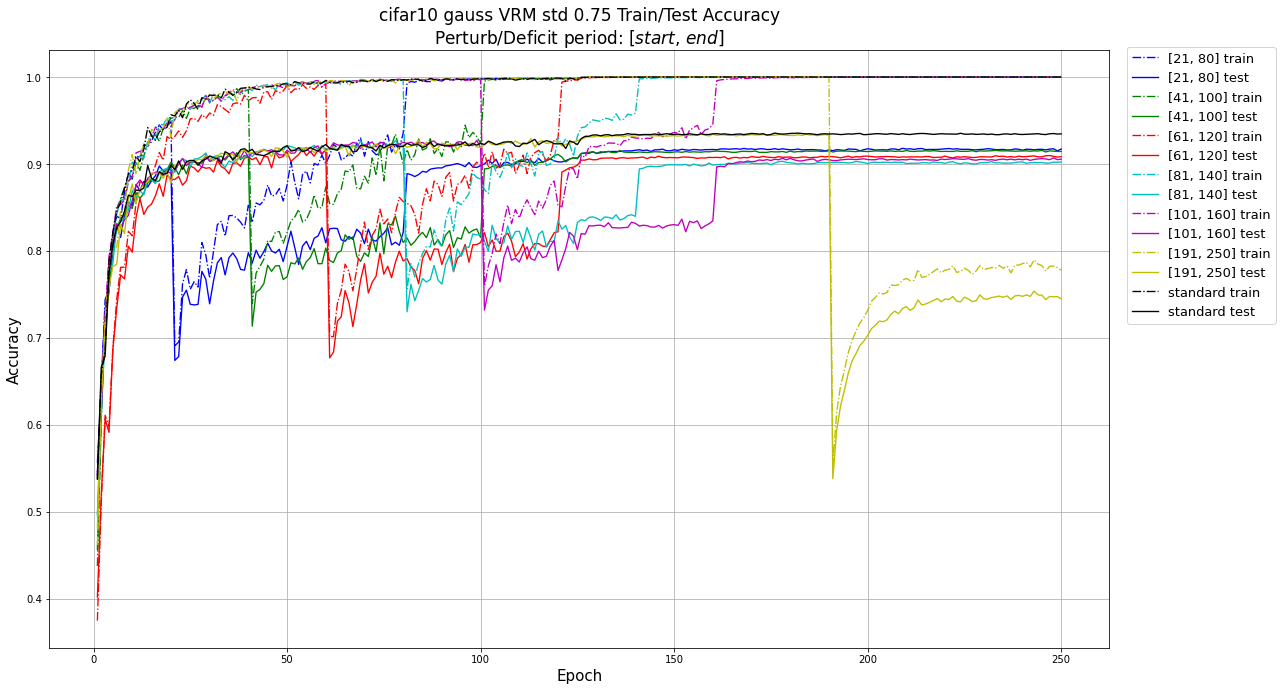 cifar10 gauss VRM std 0.75 Train/Test Accuracy
Perturb/Deficit period: [start, end]
1.0
0.9
0.8
0.7
0.6
0.5
0.4
Accuracy
0 50 100 150 200 250
Epoch
[21, 80] train
[21, 80] test
[41, 100] train
[41, 100] test
[61, 120] train
[61, 120] test
[81, 140] train
[81, 140] test
[101, 160] train
[101, 160] test
[191, 250] train
[191, 250] test
standard train
standard test